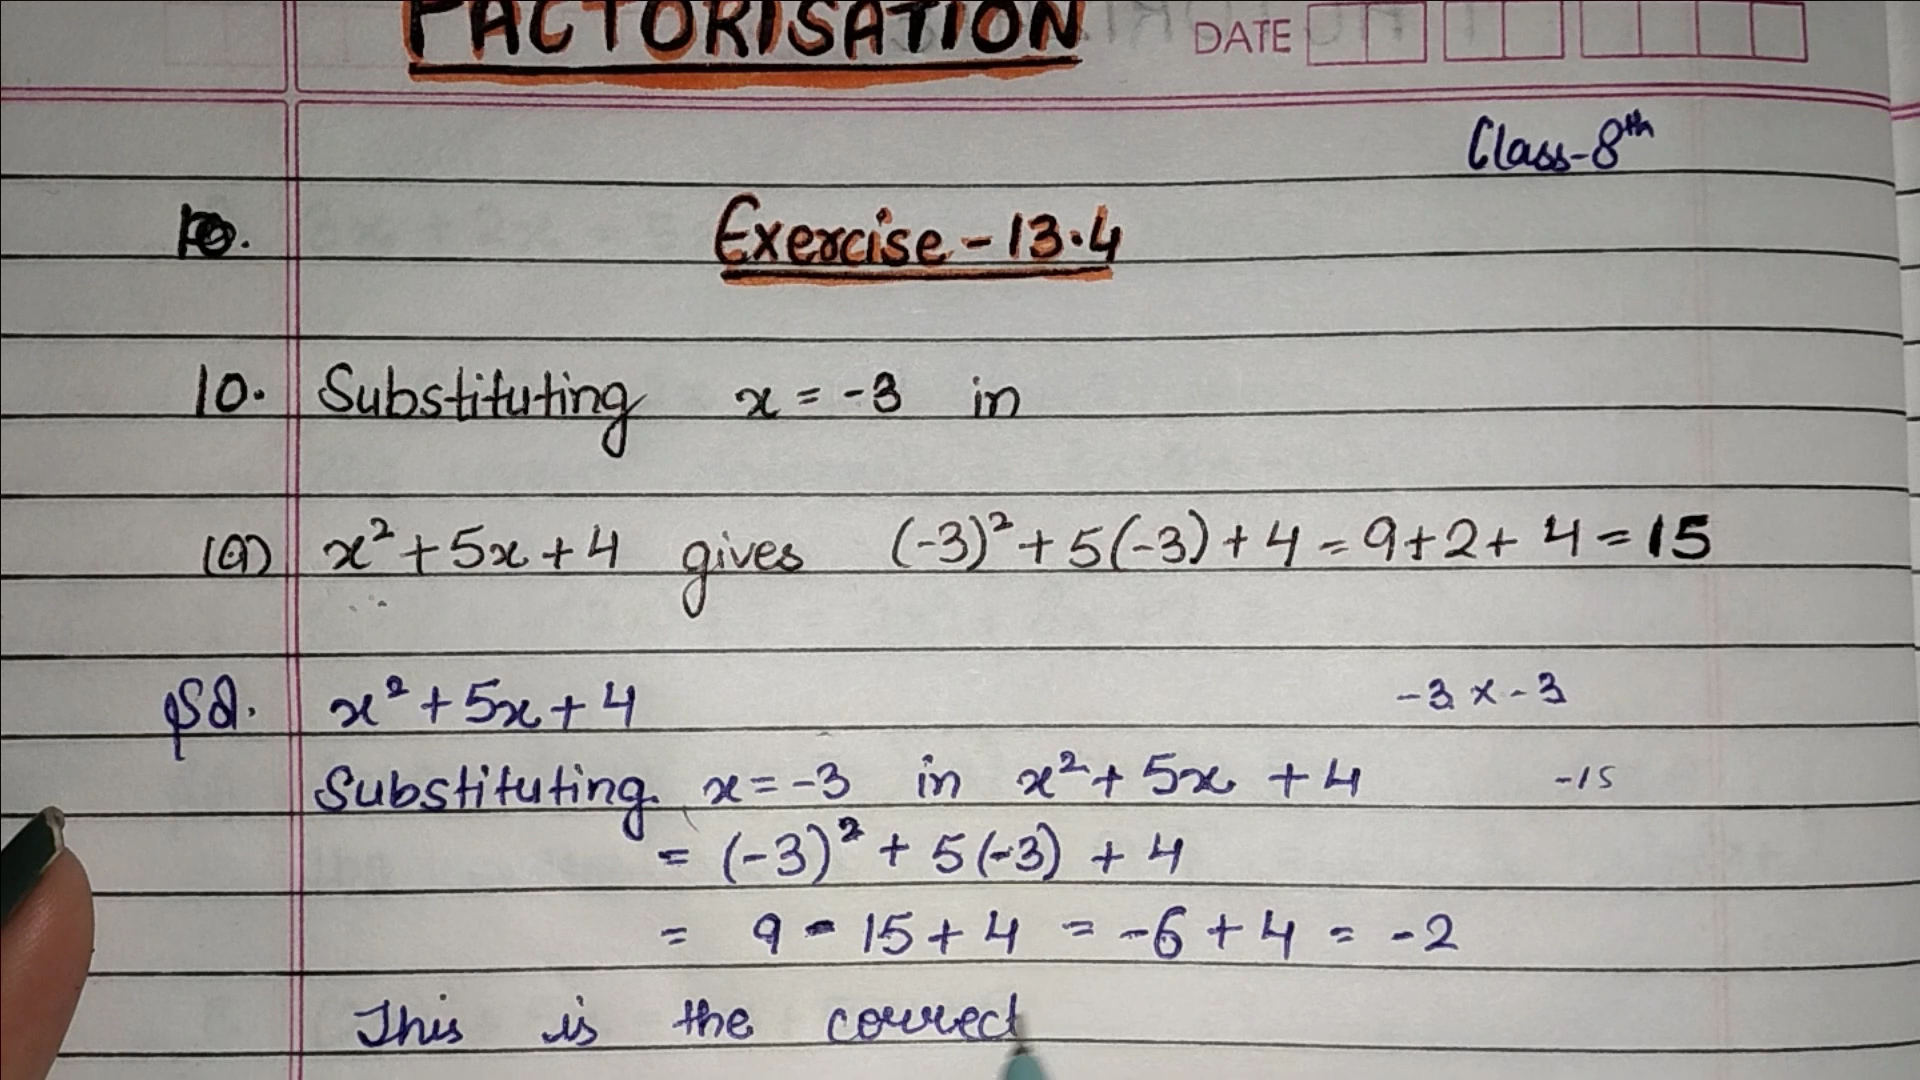 FACTORISATION
DATE
Class-8th
Exercise - 13.4
10. Substituting x = -3 in
(a) x² + 5x + 4 gives (-3)² + 5(-3) + 4 = 9 + 2 + 4 = 15
Sol. x² + 5x + 4
-3 x -3
Substituting x = -3 in x² + 5x + 4
-15
= (-3)² + 5(-3) + 4
= 9 - 15 + 4 = -6 + 4 = -2
This is the correct